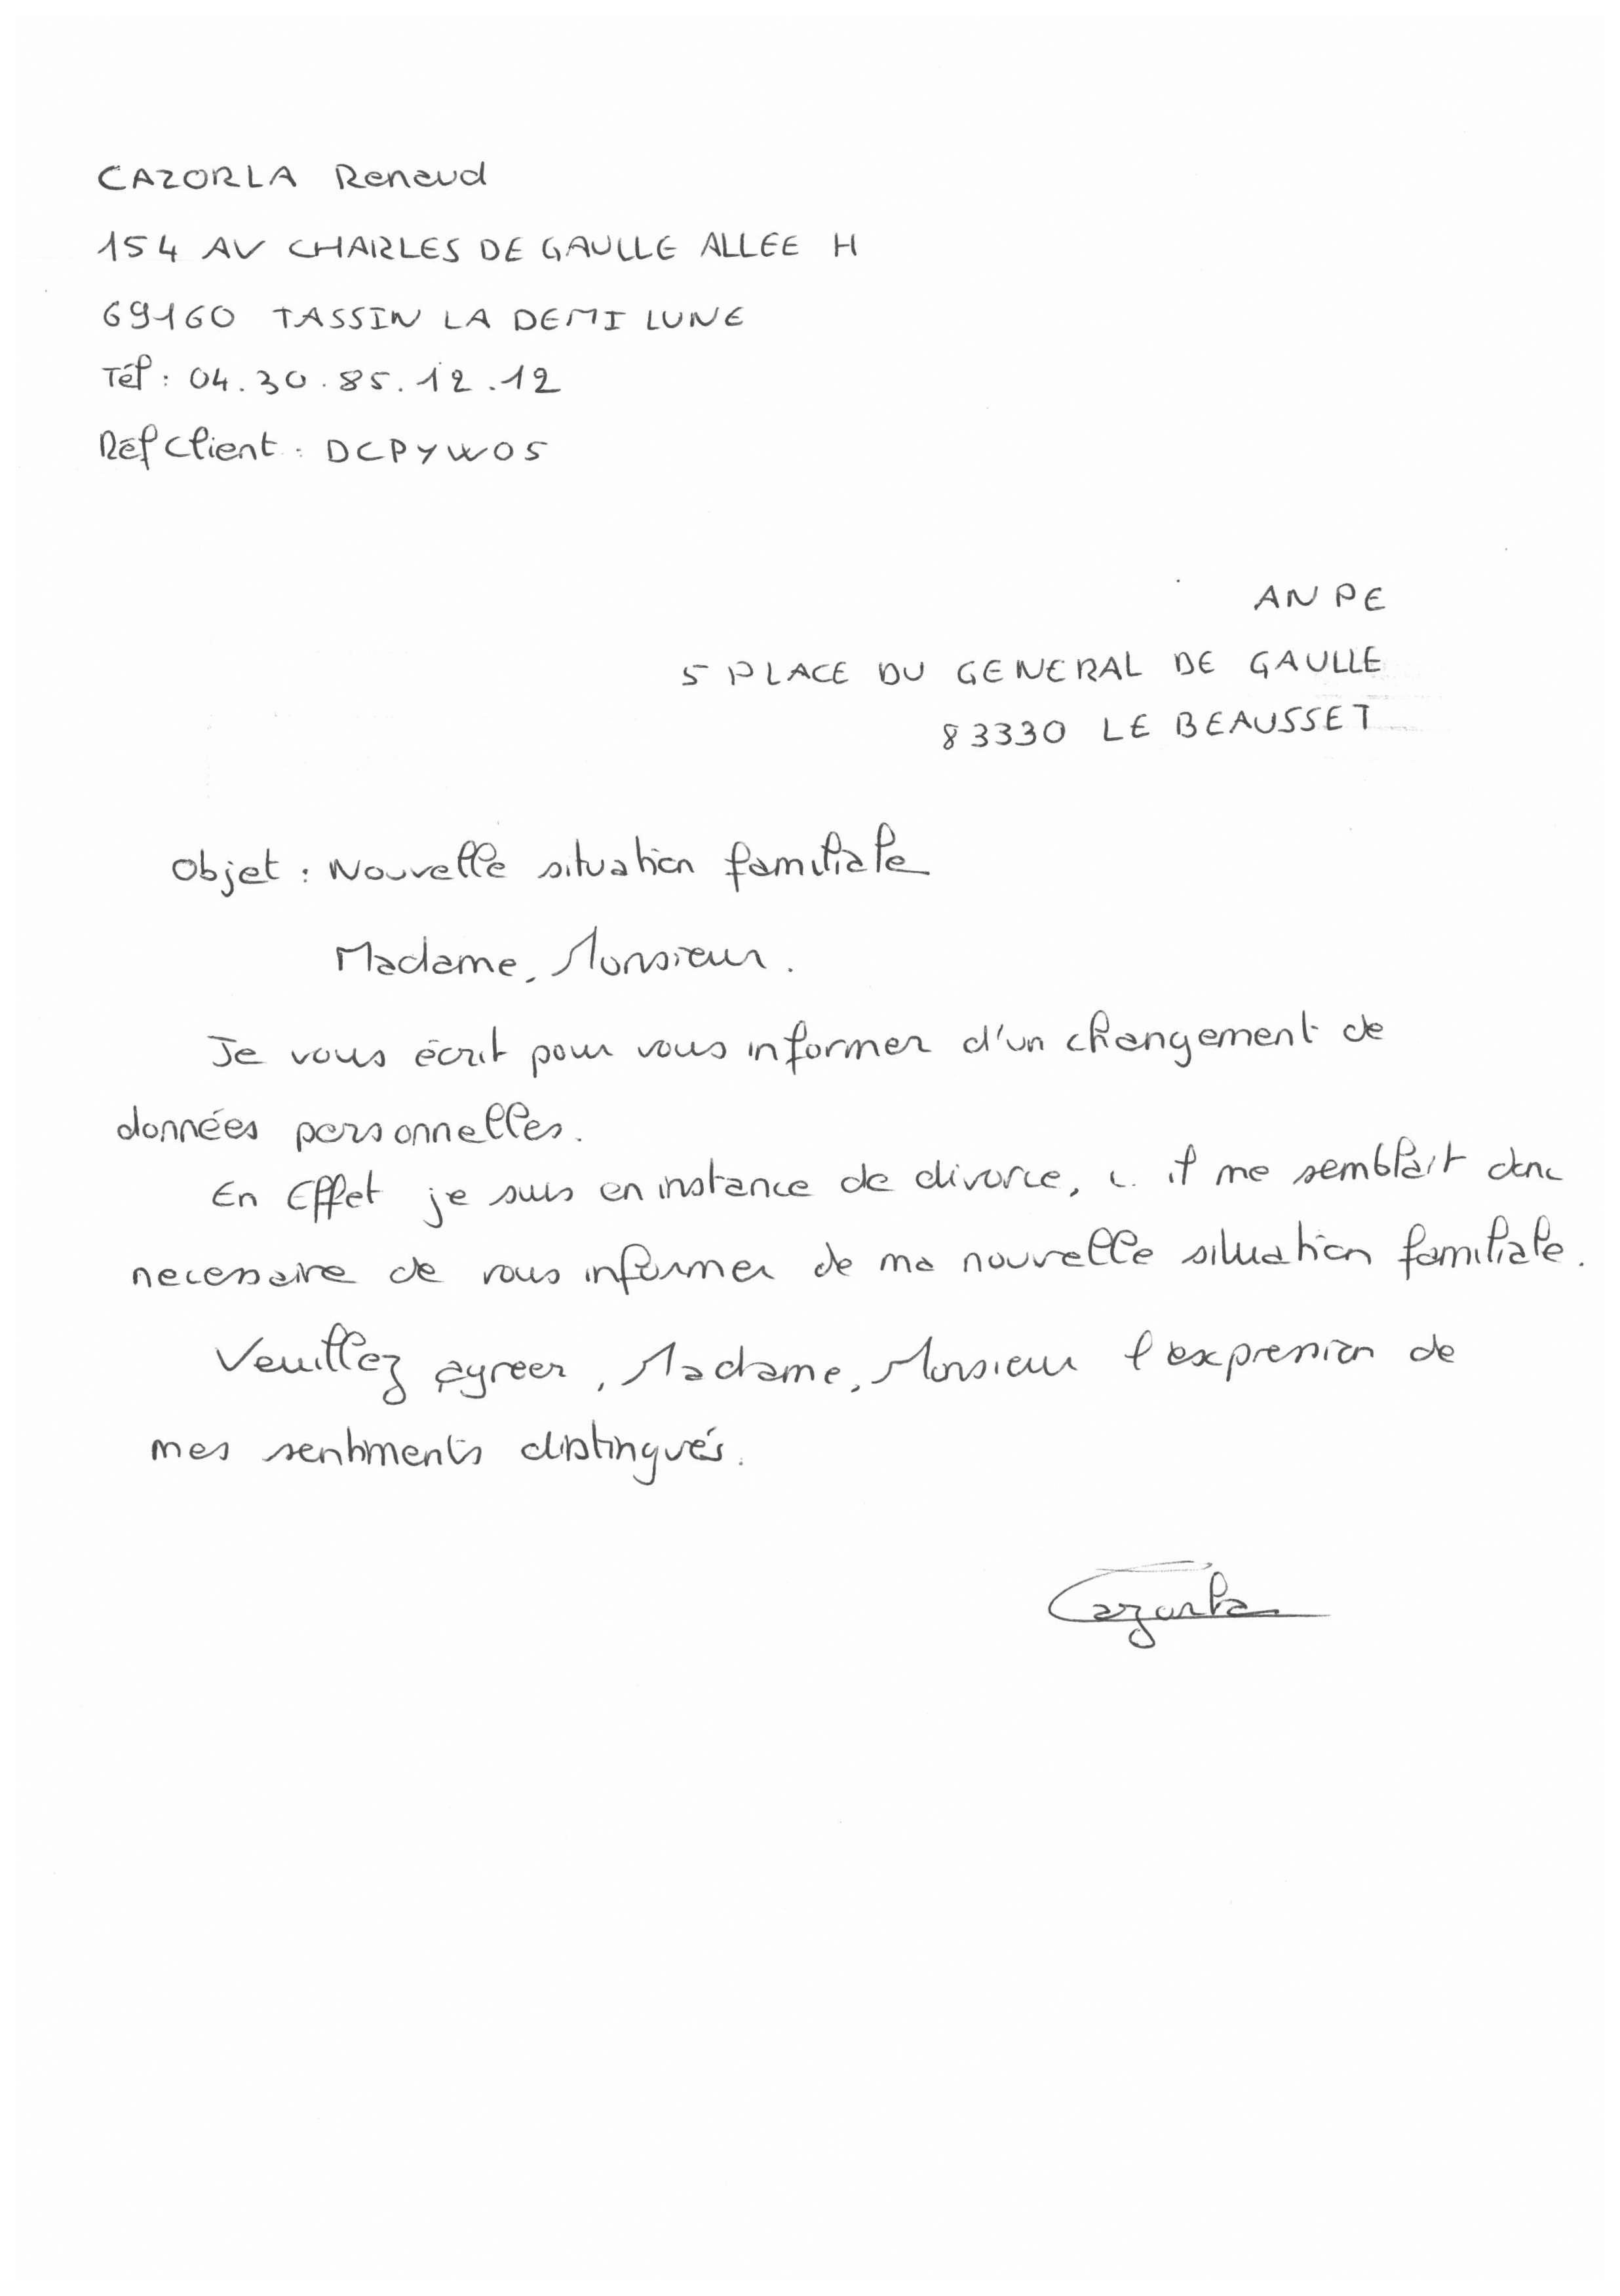 CAZORLA Renaud
154 AV CHARLES DE GAULLE ALLEE H
69160 TASSIN LA DEMI LUNE
Tél : 04.30.85.12.12
Réf Client : DCPYW05
ANPE
5 PLACE DU GENERAL DE GAULLE
83330 LE BEAUSSET
Objet : Nouvelle situation familiale
Madame, Monsieur.
Je vous écrit pour vous informer d'un changement de
données personnelles.
En Effet je suis en instance de divorce, il me semblait donc
necessaire de vous informer de ma nouvelle situation familiale.
Veuillez agreer, Madame, Monsieur l'expression de
mes sentiments distingués.
Cazorla